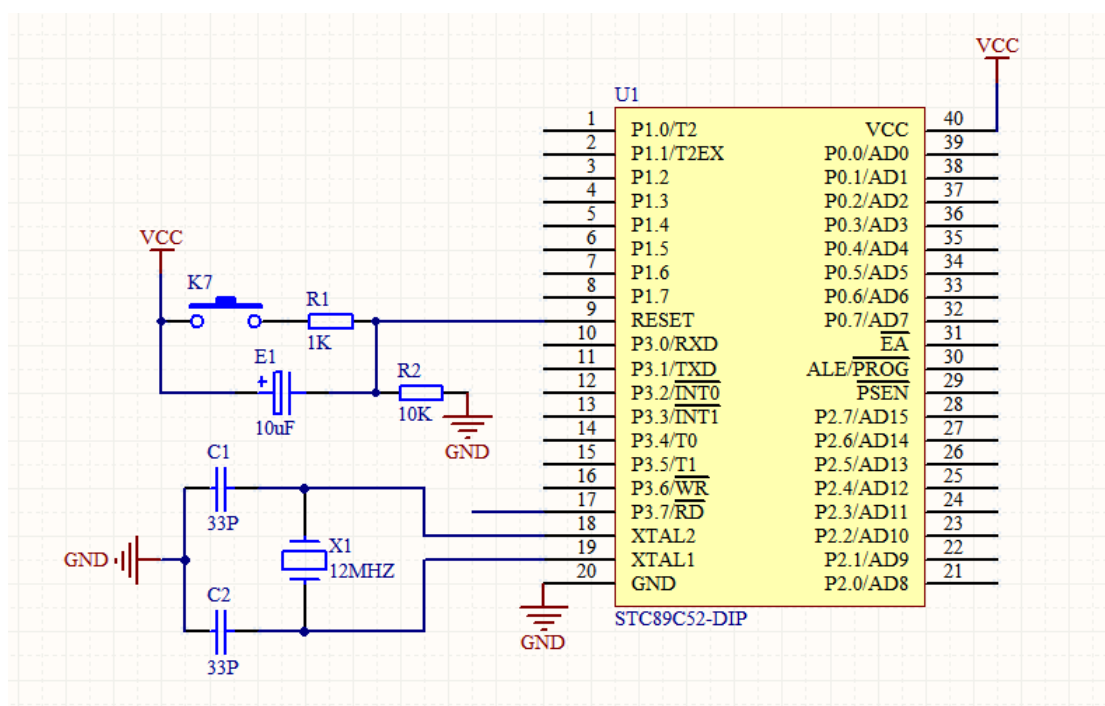 VCC
U1
1 P1.0/T2 VCC 40
2 P1.1/T2EX P0.0/AD0 39
3 P1.2 P0.1/AD1 38
4 P1.3 P0.2/AD2 37
5 P1.4 P0.3/AD3 36
6 P1.5 P0.4/AD4 35
7 P1.6 P0.5/AD5 34
8 P1.7 P0.6/AD6 33
9 RESET P0.7/AD7 32
10 P3.0/RXD EA 31
11 P3.1/TXD ALE/PROG 30
12 P3.2/INT0 PSEN 29
13 P3.3/INT1 P2.7/AD15 28
14 P3.4/T0 P2.6/AD14 27
15 P3.5/T1 P2.5/AD13 26
16 P3.6/WR P2.4/AD12 25
17 P3.7/RD P2.3/AD11 24
18 XTAL2 P2.2/AD10 23
19 XTAL1 P2.1/AD9 22
20 GND P2.0/AD8 21
STC89C52-DIP
GND
VCC
K7
R1
1K
E1
+
10uF
R2
10K
GND
C1
33P
GND
X1
12MHZ
C2
33P